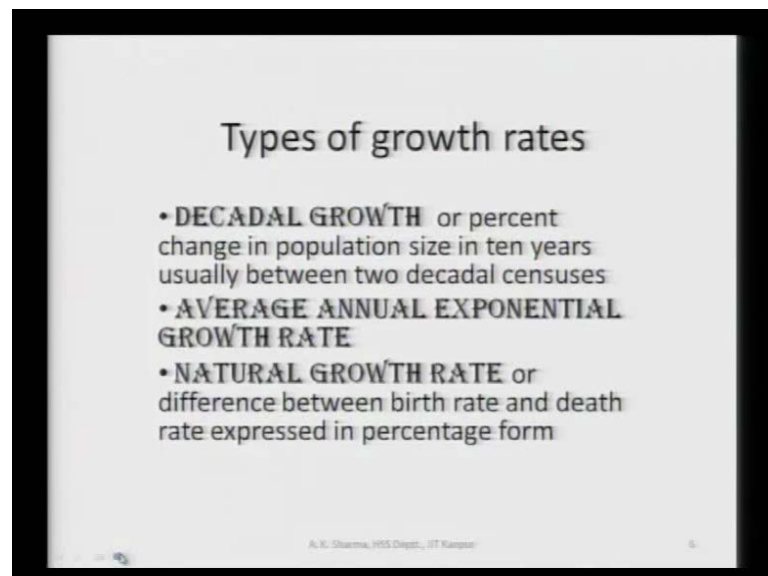 Types of growth rates
• DECADAL GROWTH or percent
change in population size in ten years
usually between two decadal censuses
• AVERAGE ANNUAL EXPONENTIAL
GROWTH RATE
• NATURAL GROWTH RATE or
difference between birth rate and death
rate expressed in percentage form
A. K. Sharma, HSS Deptt., IIT Kanpur
6